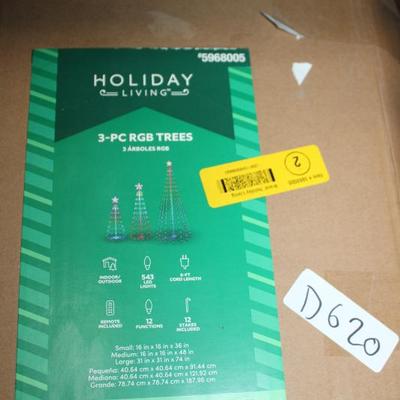 #5968005
HOLIDAY
LIVING™
3-PC RGB TREES
3 ÁRBOLES RGB
2
INDOOR/
OUTDOOR
543
LED
LIGHTS
6-FT
CORD LENGTH
REMOTE
INCLUDED
12
FUNCTIONS
12
STAKES
INCLUDED
Small: 16 in x 16 in x 36 in
Medium: 16 in x 16 in x 48 in
Large: 31 in x 31 in x 74 in
Pequeño: 40.64 cm x 40.64 cm x 91.44 cm
Mediano: 40.64 cm x 40.64 cm x 121.92 cm
Grande: 78.74 cm x 78.74 cm x 187.96 cm
D620